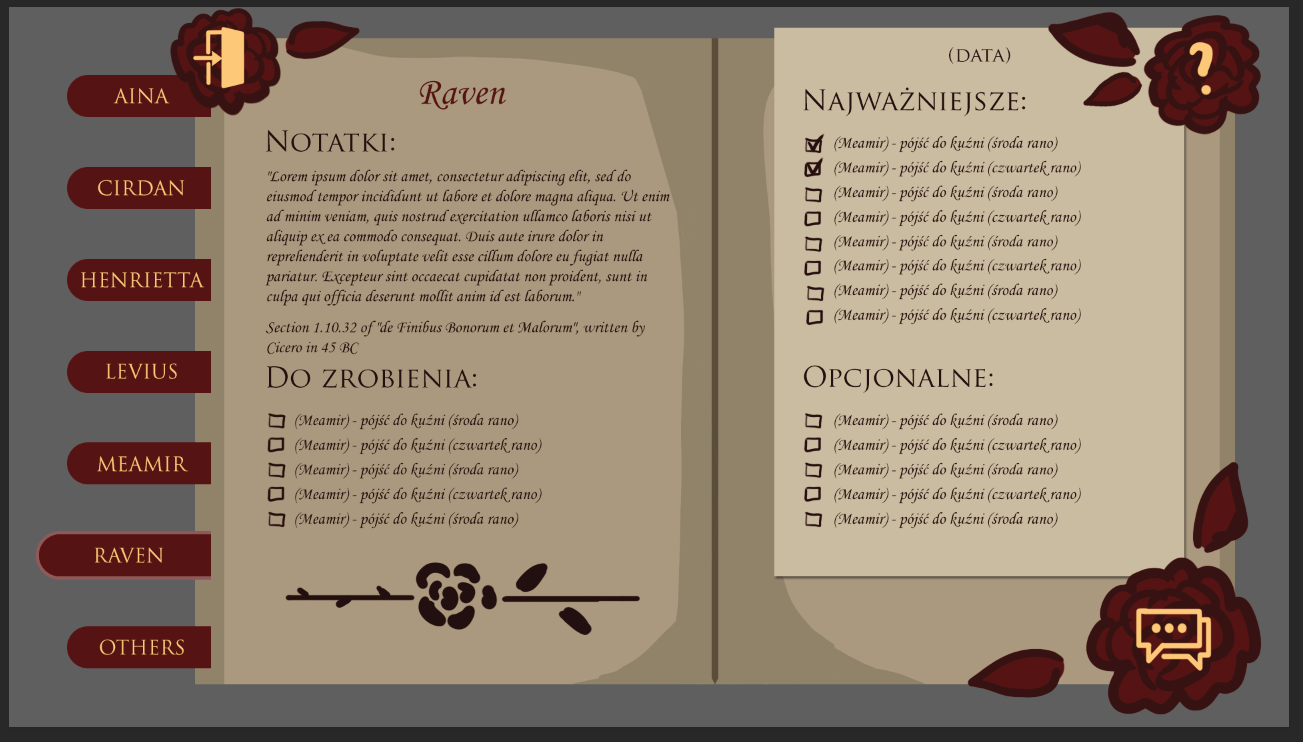 AINA
CIRDAN
HENRIETTA
LEVIUS
MEAMIR
RAVEN
OTHERS
Raven
NOTATKI:
"Lorem ipsum dolor sit amet, consectetur adipiscing elit, sed do
eiusmod tempor incididunt ut labore et dolore magna aliqua. Ut enim
ad minim veniam, quis nostrud exercitation ullamco laboris nisi ut
aliquip ex ea commodo consequat. Duis aute irure dolor in
reprehenderit in voluptate velit esse cillum dolore eu fugiat nulla
pariatur. Excepteur sint occaecat cupidatat non proident, sunt in
culpa qui officia deserunt mollit anim id est laborum."
Section 1.10.32 of "de Finibus Bonorum et Malorum", written by
Cicero in 45 BC
DO ZROBIENIA:
(Meamir) - pójść do kuźni (środa rano)
(Meamir) - pójść do kuźni (czwartek rano)
(Meamir) - pójść do kuźni (środa rano)
(Meamir) - pójść do kuźni (czwartek rano)
(Meamir) - pójść do kuźni (środa rano)
(DATA)
NAJWAŻNIEJSZE:
(Meamir) - pójść do kuźni (środa rano)
(Meamir) - pójść do kuźni (czwartek rano)
(Meamir) - pójść do kuźni (środa rano)
(Meamir) - pójść do kuźni (czwartek rano)
(Meamir) - pójść do kuźni (środa rano)
(Meamir) - pójść do kuźni (czwartek rano)
(Meamir) - pójść do kuźni (środa rano)
(Meamir) - pójść do kuźni (czwartek rano)
OPCJONALNE:
(Meamir) - pójść do kuźni (środa rano)
(Meamir) - pójść do kuźni (czwartek rano)
(Meamir) - pójść do kuźni (środa rano)
(Meamir) - pójść do kuźni (czwartek rano)
(Meamir) - pójść do kuźni (środa rano)
?